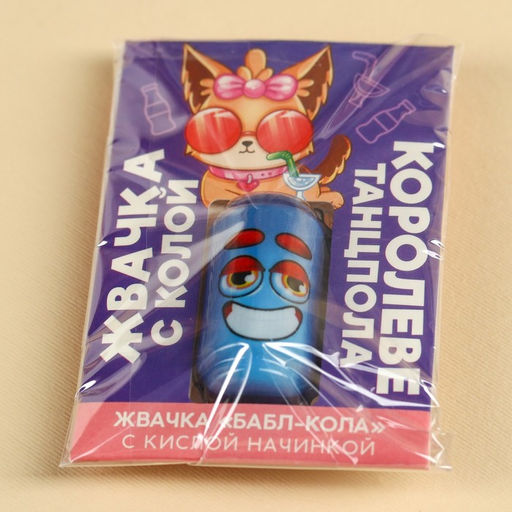 ЖВАЧКА
С КОЛОЙ
КОРОЛЕВЕ
ТАНЦПОЛА
ЖВАЧКА «БАБЛ-КОЛА»
С КИСЛОЙ НАЧИНКОЙ